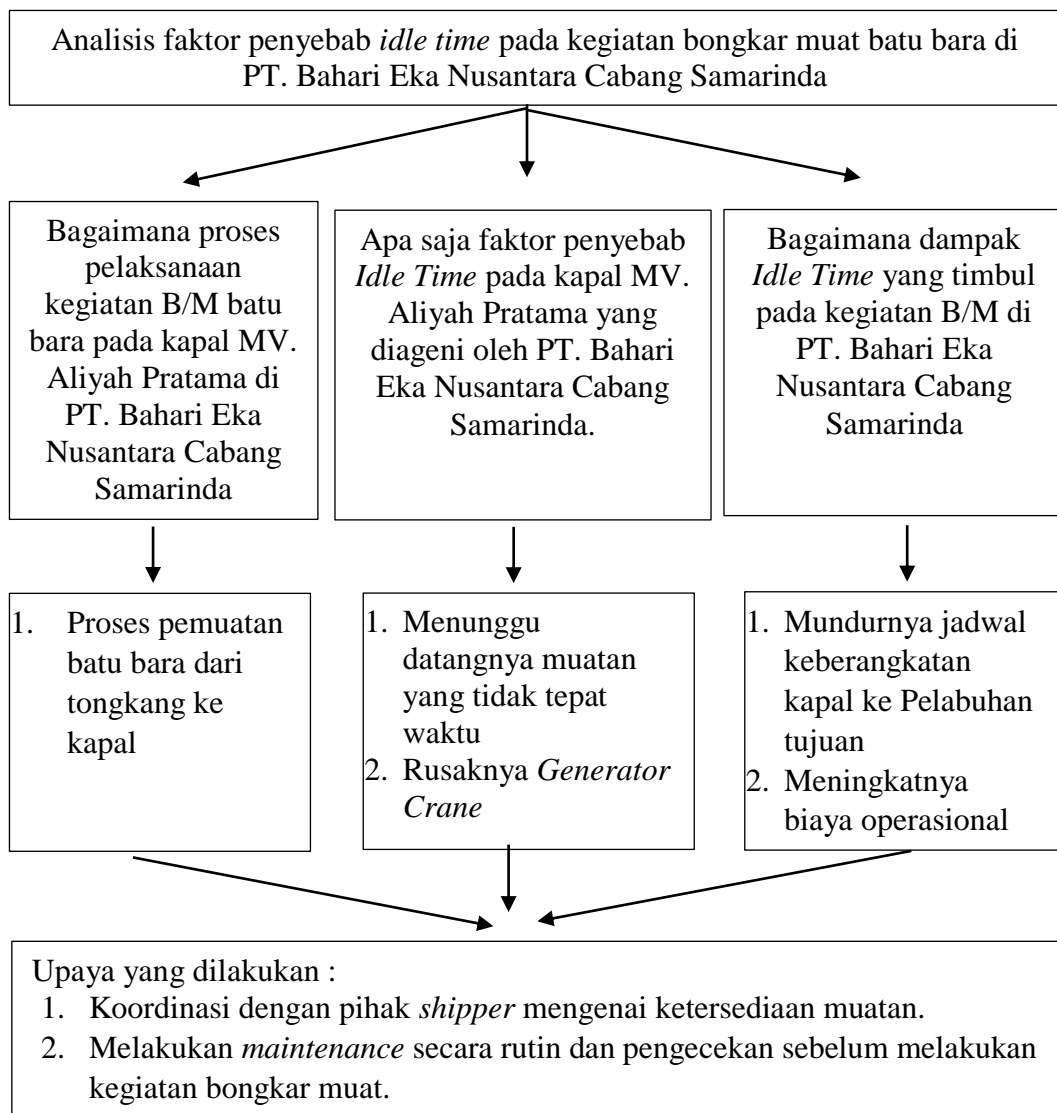 Analisis faktor penyebab idle time pada kegiatan bongkar muat batu bara di
PT. Bahari Eka Nusantara Cabang Samarinda
Bagaimana proses
pelaksanaan
kegiatan B/M batu
bara pada kapal MV.
Aliyah Pratama di
PT. Bahari Eka
Nusantara Cabang
Samarinda
Apa saja faktor penyebab
Idle Time pada kapal MV.
Aliyah Pratama yang
diageni oleh PT. Bahari
Eka Nusantara Cabang
Samarinda.
Bagaimana dampak
Idle Time yang timbul
pada kegiatan B/M di
PT. Bahari Eka
Nusantara Cabang
Samarinda
1. Proses pemuatan
batu bara dari
tongkang ke
kapal
1. Menunggu
datangnya muatan
yang tidak tepat
waktu
2. Rusaknya Generator
Crane
1. Mundurnya jadwal
keberangkatan
kapal ke Pelabuhan
tujuan
2. Meningkatnya
biaya operasional
Upaya yang dilakukan :
1. Koordinasi dengan pihak shipper mengenai ketersediaan muatan.
2. Melakukan maintenance secara rutin dan pengecekan sebelum melakukan
kegiatan bongkar muat.